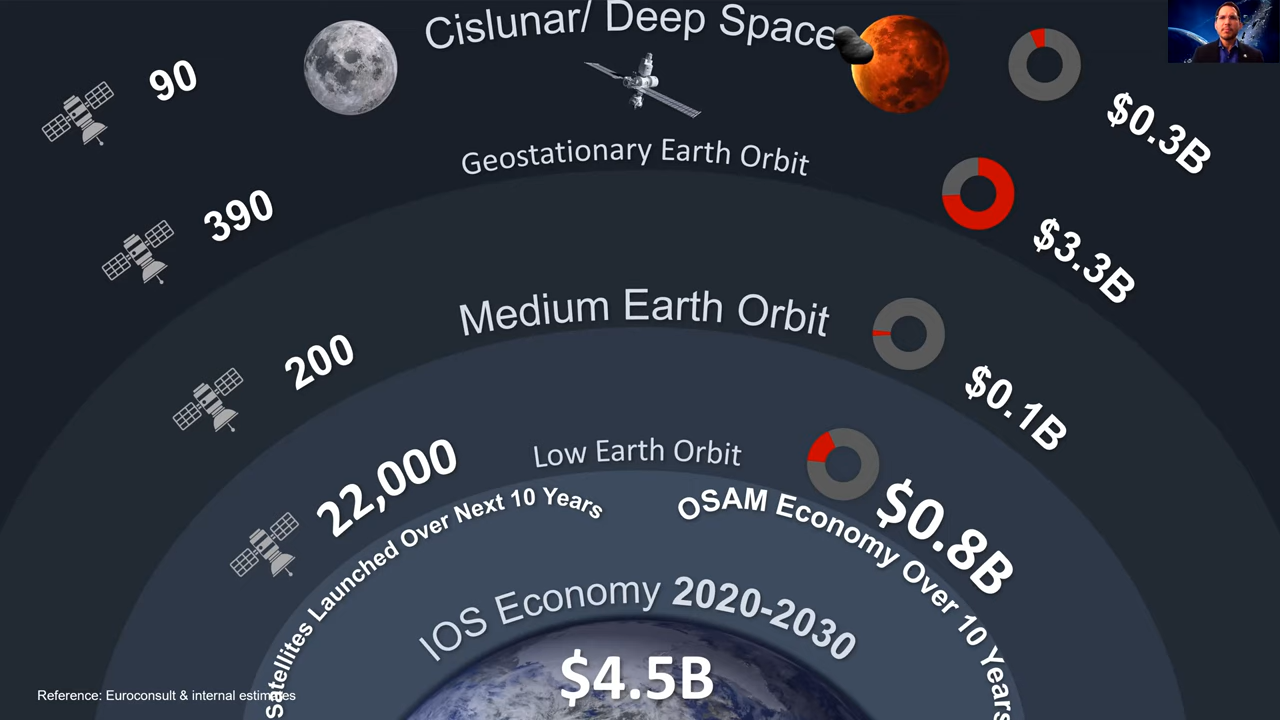 Cislunar/ Deep Space
90
$0.3B
Geostationary Earth Orbit
390
$3.3B
Medium Earth Orbit
200
$0.1B
Low Earth Orbit
22,000
$0.8B
Satellites Launched Over Next 10 Years
OSAM Economy Over 10 Years
IOS Economy 2020-2030
$4.5B
Reference: Euroconsult & internal estimates